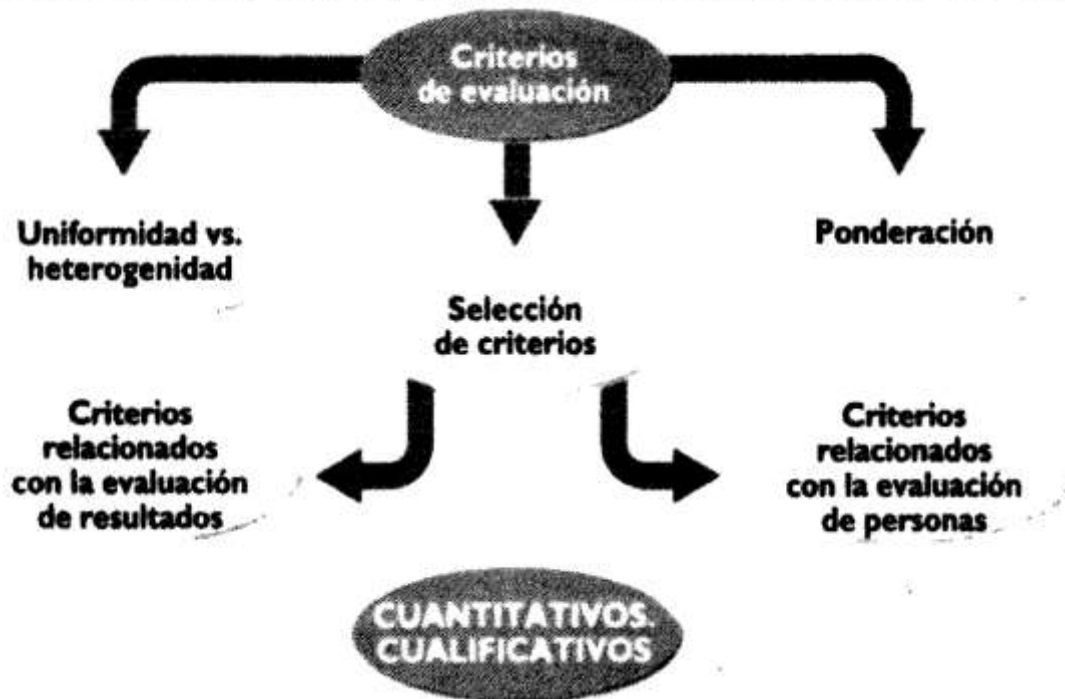 Criterios
de evaluación
Uniformidad vs.
heterogenidad
Ponderación
Selección
de criterios
Criterios
relacionados
con la evaluación
de resultados
Criterios
relacionados
con la evaluación
de personas
CUANTITATIVOS.
CUALIFICATIVOS